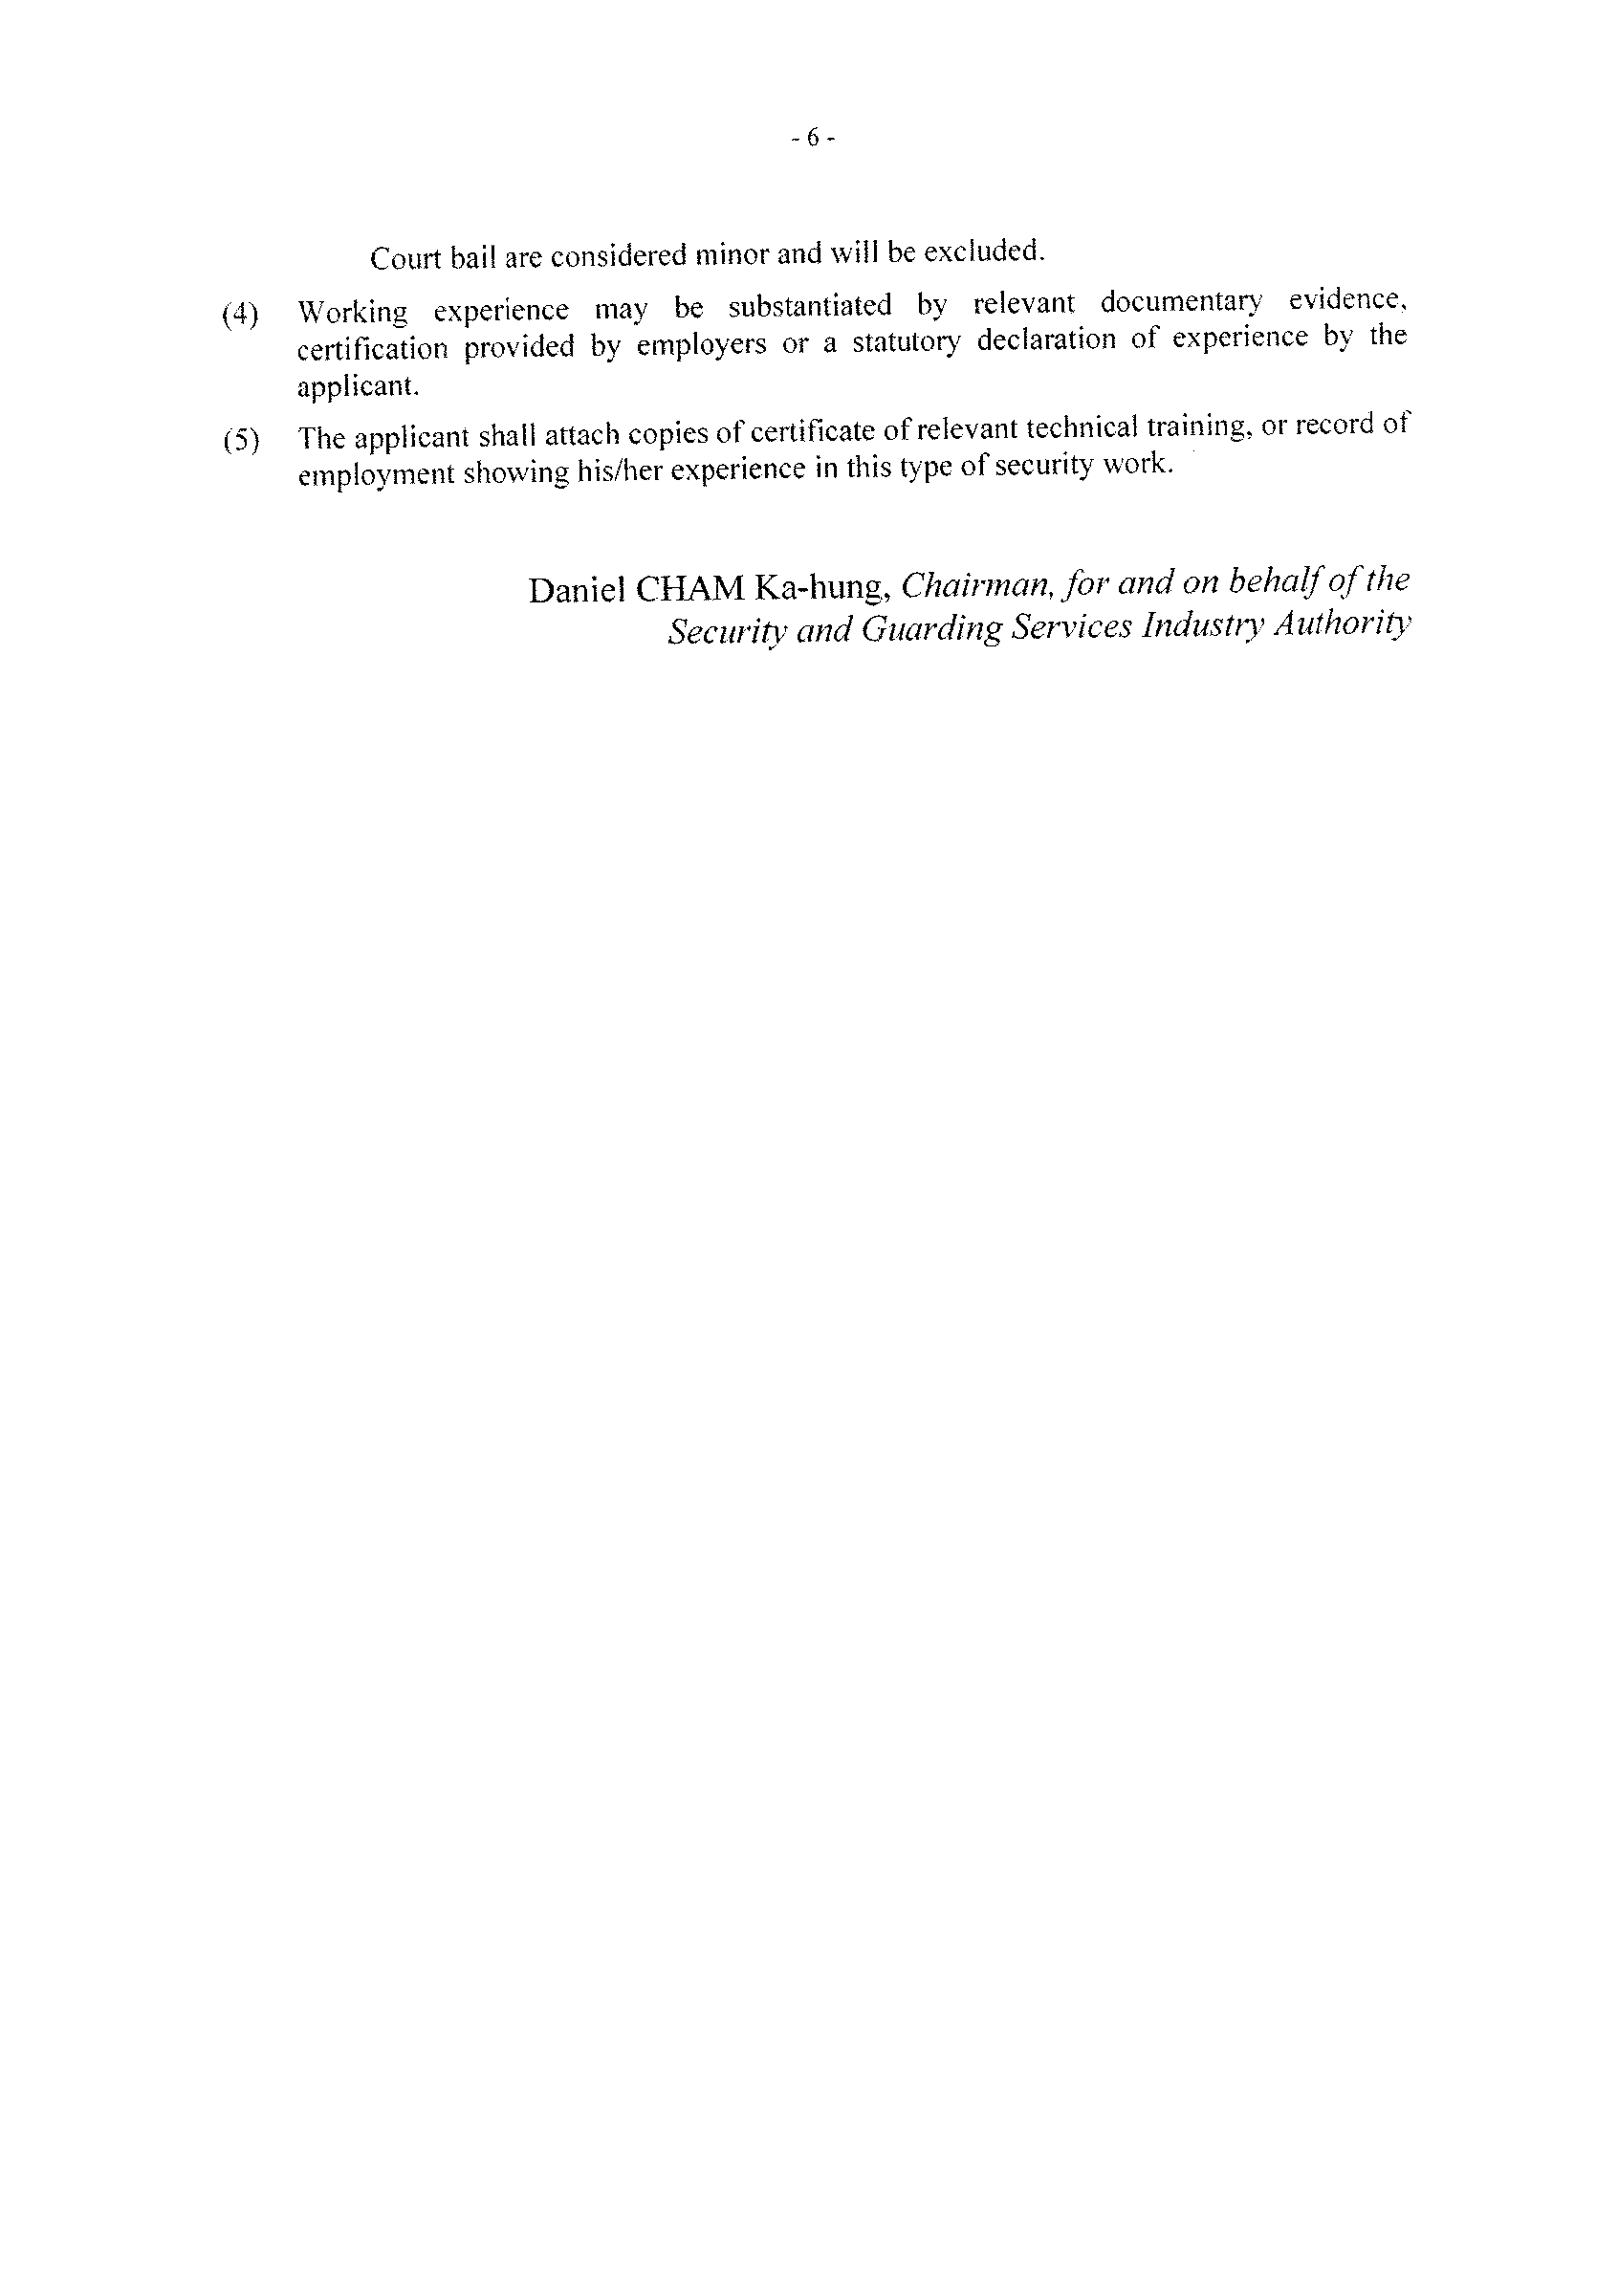 - 6 -
Court bail are considered minor and will be excluded.
(4) Working experience may be substantiated by relevant documentary evidence,
certification provided by employers or a statutory declaration of experience by the
applicant.
(5) The applicant shall attach copies of certificate of relevant technical training, or record of
employment showing his/her experience in this type of security work.
Daniel CHAM Ka-hung, Chairman, for and on behalf of the
Security and Guarding Services Industry Authority